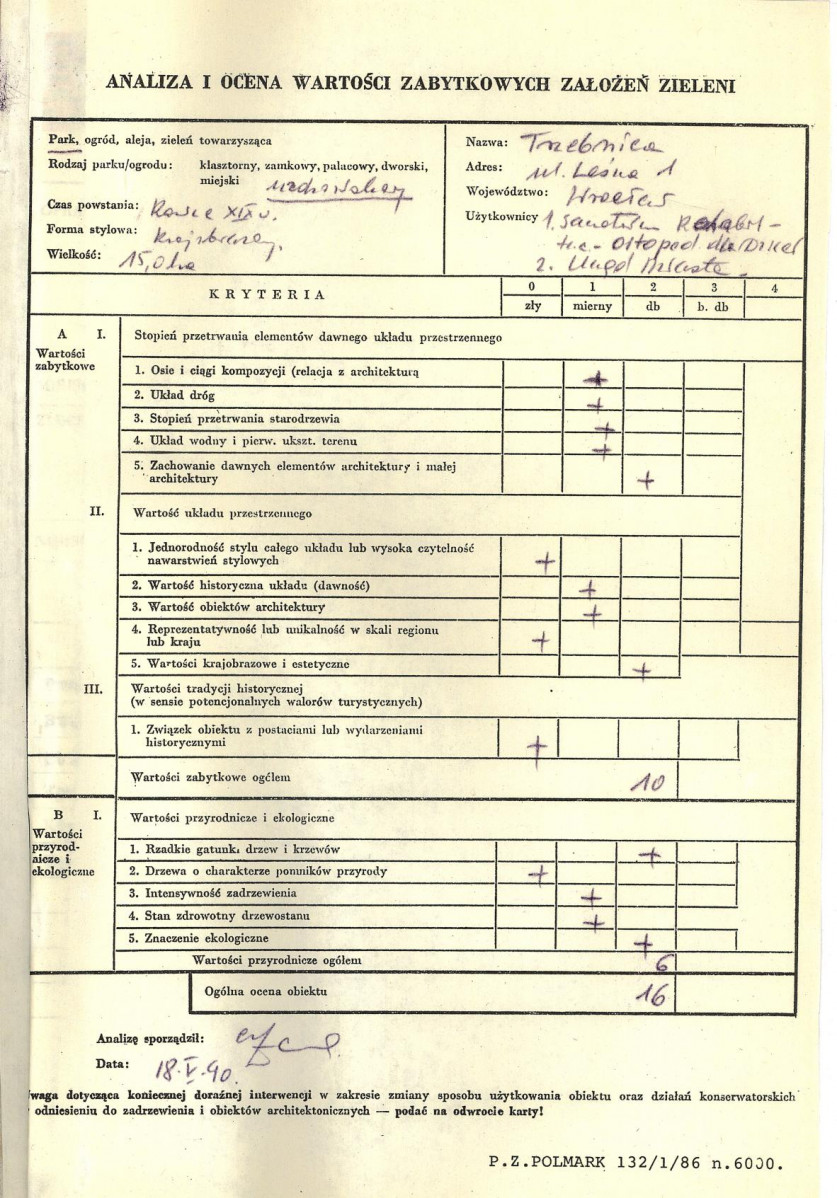 ANALIZA I OCENA WARTOŚCI ZABYTKOWYCH ZAŁOŻEŃ ZIELENI
Park, ogród, aleja, zieleń towarzysząca
Rodzaj parku/ogrodu: klasztorny, zamkowy, pałacowy, dworski,
miejski uzdrowiskowy
Czas powstania: Koniec XIX w.
Forma stylowa: Krajobrazowy
Wielkość: 15,0 ha
Nazwa: Trzebnica
Adres: ul. Leśna 1
Województwo: Wrocław
Użytkownicy 1. Sanatorium Rehabil-
Ortoped dla Dzieci
2. Urząd Miasta
KRYTERIA
0 1 2 3 4
zły mierny db b. db
A I. Stopień przetrwania elementów dawnego układu przestrzennego
Wartości
zabytkowe
1. Osie i ciągi kompozycji (relacja z architekturą +
2. Układ dróg +
3. Stopień przetrwania starodrzewia +
4. Układ wodny i pierw. ukszt. terenu +
5. Zachowanie dawnych elementów architektury i małej
architektury +
II. Wartość układu przestrzennego
1. Jednorodność stylu całego układu lub wysoka czytelność
nawarstwień stylowych +
2. Wartość historyczna układu (dawność) +
3. Wartość obiektów architektury +
4. Reprezentatywność lub unikalność w skali regionu
lub kraju +
5. Wartości krajobrazowe i estetyczne +
III. Wartości tradycji historycznej
(w sensie potencjonalnych walorów turystycznych)
1. Związek obiektu z postaciami lub wydarzeniami
historycznymi +
Wartości zabytkowe ogółem 10
B I. Wartości przyrodnicze i ekologiczne
Wartości
przyrod-
nicze i
ekologiczne
1. Rzadkie gatunki drzew i krzewów +
2. Drzewa o charakterze pomników przyrody +
3. Intensywność zadrzewienia +
4. Stan zdrowotny drzewostanu +
5. Znaczenie ekologiczne +
Wartości przyrodnicze ogółem 6
Ogólna ocena obiektu 16
Analizę sporządził:
Data: 18.V.90
waga dotycząca koniecznej doraźnej interwencji w zakresie zmiany sposobu użytkowania obiektu oraz działań konserwatorskich
odniesieniu do zadrzewienia i obiektów architektonicznych — podać na odwrocie karty!
P.Z.POLMARK 132/1/86 n.6000.